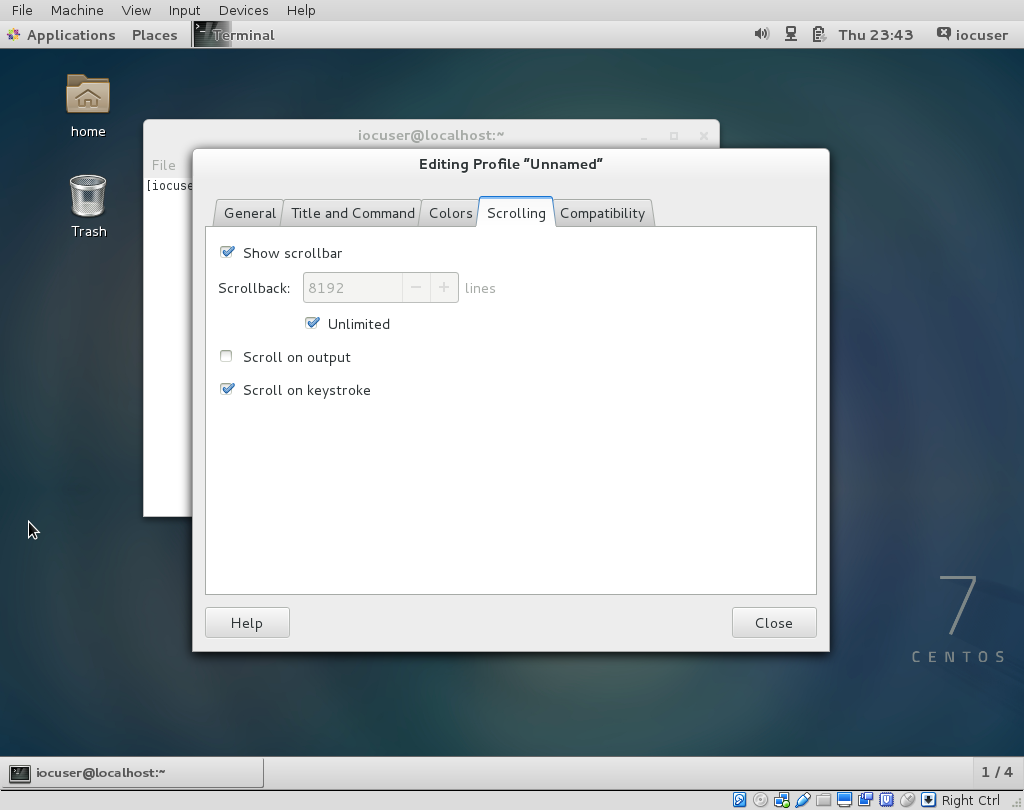 File Machine View Input Devices Help
Applications Places Terminal Thu 23:43 iocuser
home
Trash
iocuser@localhost:~
File
[iocuse
Editing Profile “Unnamed”
General Title and Command Colors Scrolling Compatibility
Show scrollbar
Scrollback: 8192 lines
Unlimited
Scroll on output
Scroll on keystroke
Help Close
7
CENTOS
iocuser@localhost:~ 1 / 4
Right Ctrl